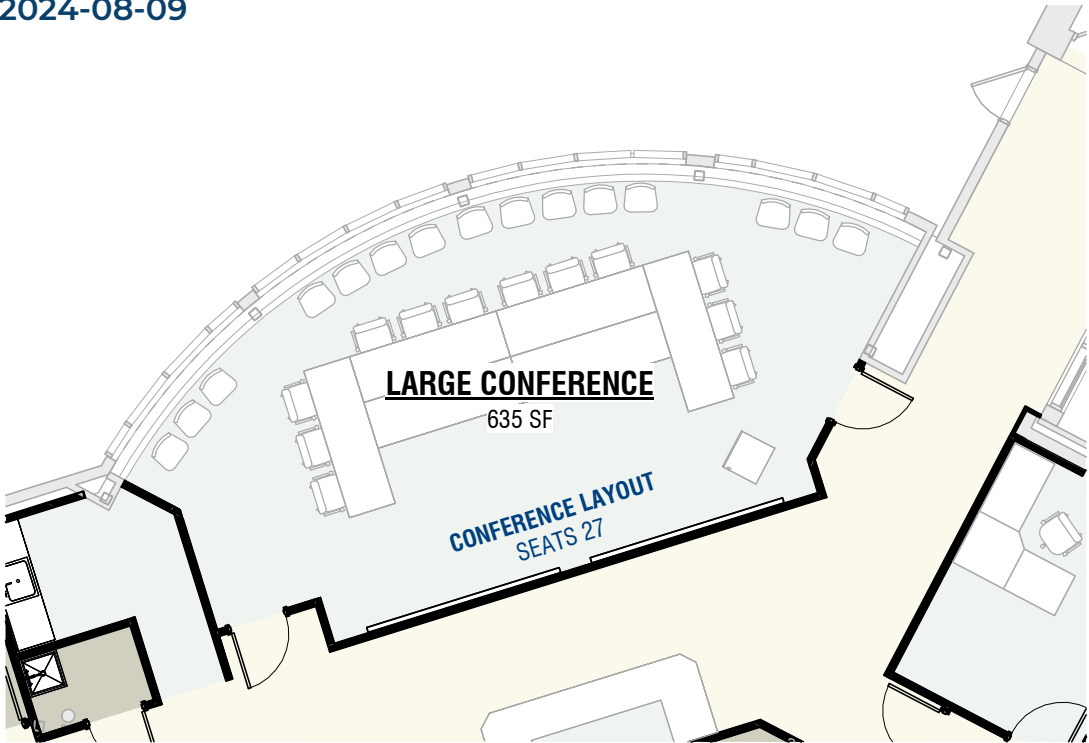 2024-08-09
LARGE CONFERENCE
635 SF
CONFERENCE LAYOUT
SEATS 27